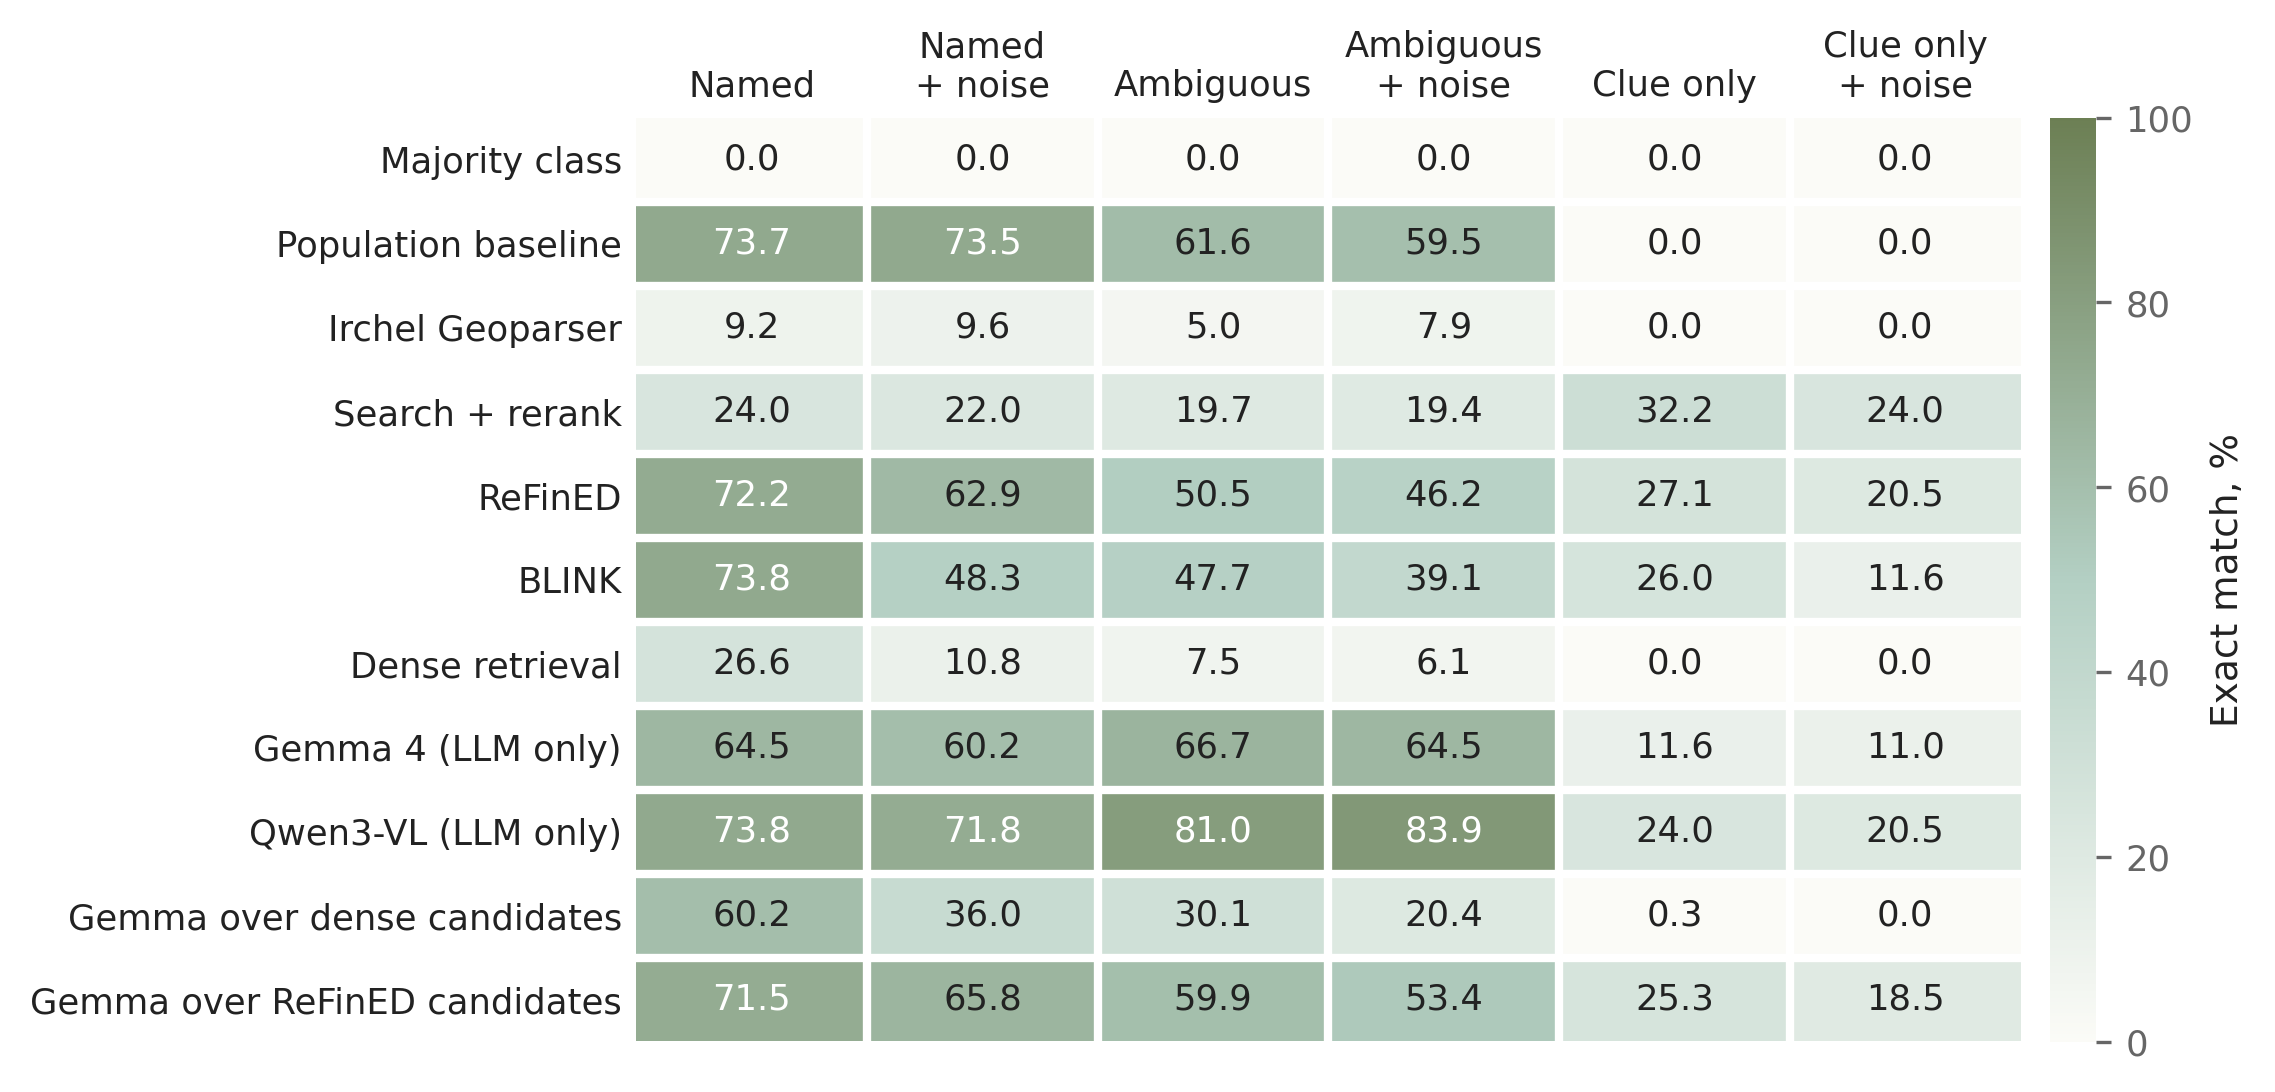 Named
Named
+ noise
Ambiguous
Ambiguous
+ noise
Clue only
Clue only
+ noise
Majority class 0.0 0.0 0.0 0.0 0.0 0.0
Population baseline 73.7 73.5 61.6 59.5 0.0 0.0
Irchel Geoparser 9.2 9.6 5.0 7.9 0.0 0.0
Search + rerank 24.0 22.0 19.7 19.4 32.2 24.0
ReFinED 72.2 62.9 50.5 46.2 27.1 20.5
BLINK 73.8 48.3 47.7 39.1 26.0 11.6
Dense retrieval 26.6 10.8 7.5 6.1 0.0 0.0
Gemma 4 (LLM only) 64.5 60.2 66.7 64.5 11.6 11.0
Qwen3-VL (LLM only) 73.8 71.8 81.0 83.9 24.0 20.5
Gemma over dense candidates 60.2 36.0 30.1 20.4 0.3 0.0
Gemma over ReFinED candidates 71.5 65.8 59.9 53.4 25.3 18.5
100
80
60
40
20
0
Exact match, %